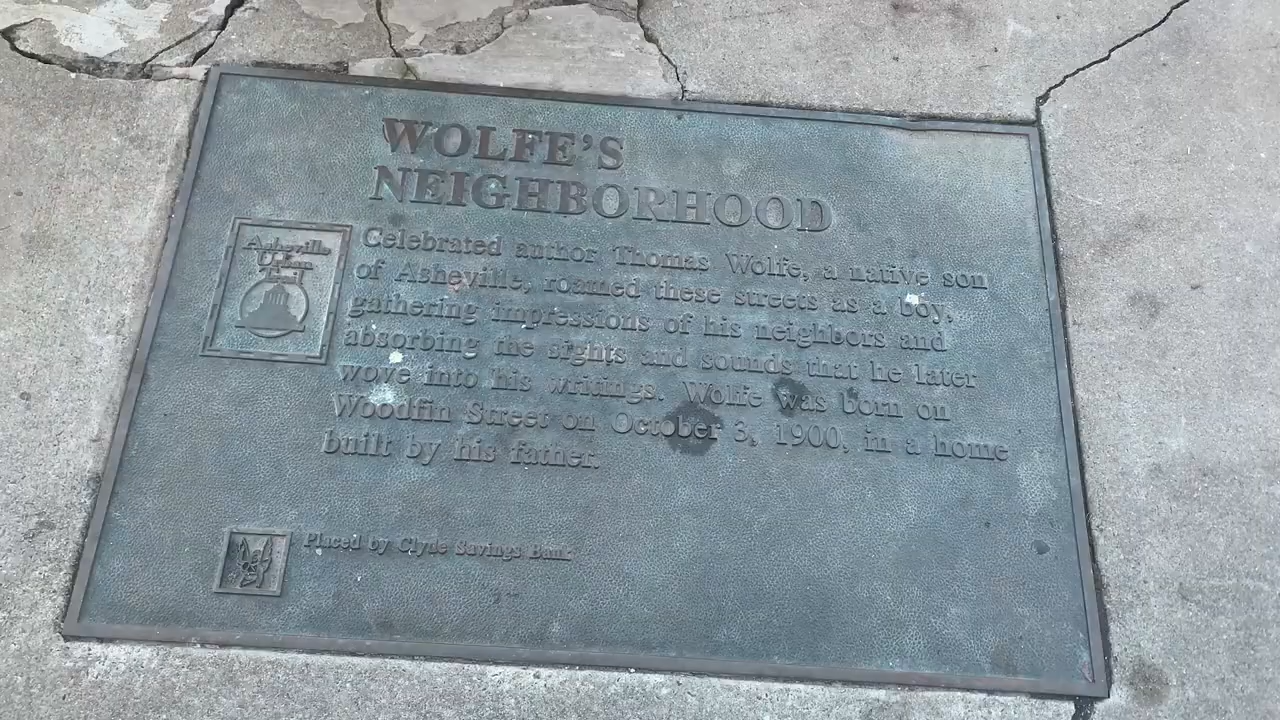 WOLFE'S
NEIGHBORHOOD
Asheville
Urban
Trail
Celebrated author Thomas Wolfe, a native son
of Asheville, roamed these streets as a boy,
gathering impressions of his neighbors and
absorbing the sights and sounds that he later
wove into his writings. Wolfe was born on
Woodfin Street on October 3, 1900, in a home
built by his father.
Placed by Clyde Savings Bank